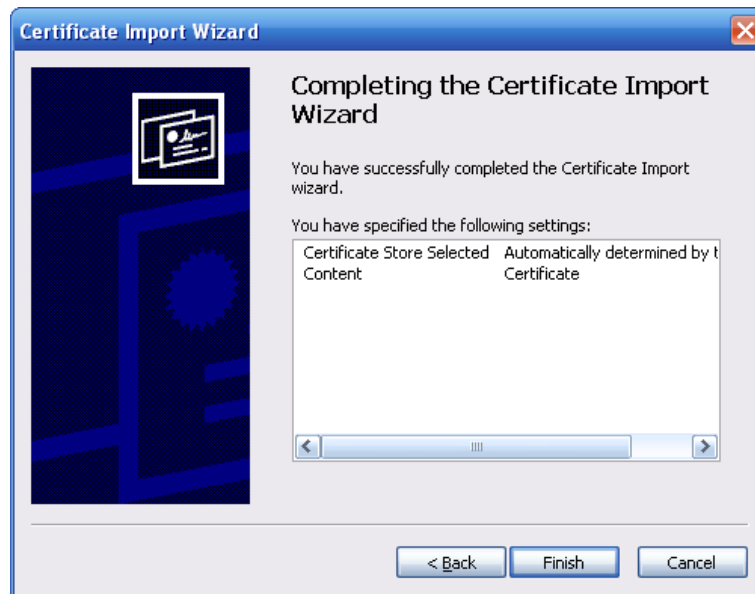 Certificate Import Wizard
Completing the Certificate Import
Wizard
You have successfully completed the Certificate Import
wizard.
You have specified the following settings:
Certificate Store Selected Automatically determined by t
Content Certificate
< Back Finish Cancel